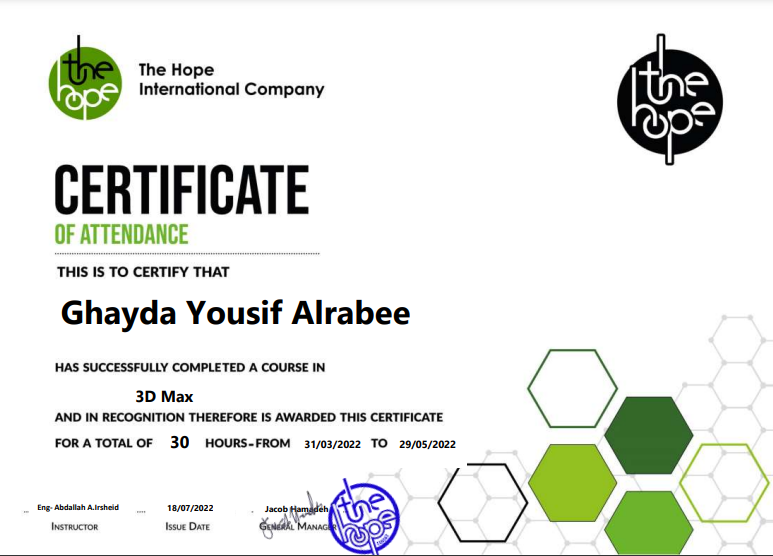 the hope
The Hope
International Company
the hope
CERTIFICATE
OF ATTENDANCE
THIS IS TO CERTIFY THAT
Ghayda Yousif Alrabee
HAS SUCCESSFULLY COMPLETED A COURSE IN
3D Max
AND IN RECOGNITION THEREFORE IS AWARDED THIS CERTIFICATE
FOR A TOTAL OF 30 HOURS-FROM 31/03/2022 TO 29/05/2022
Eng- Abdallah A.Irsheid 18/07/2022 Jacob Hamadeh
INSTRUCTOR ISSUE DATE GENERAL MANAGER
the hope